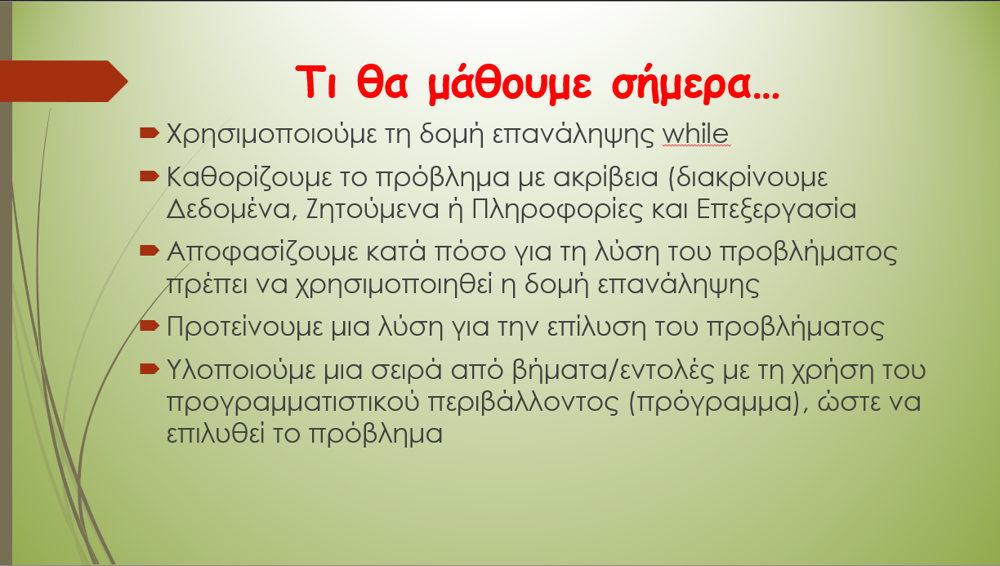 Τι θα μάθουμε σήμερα...
Χρησιμοποιούμε τη δομή επανάληψης while
Καθορίζουμε το πρόβλημα με ακρίβεια (διακρίνουμε
Δεδομένα, Ζητούμενα ή Πληροφορίες και Επεξεργασία
Αποφασίζουμε κατά πόσο για τη λύση του προβλήματος
πρέπει να χρησιμοποιηθεί η δομή επανάληψης
Προτείνουμε μια λύση για την επίλυση του προβλήματος
Υλοποιούμε μια σειρά από βήματα/εντολές με τη χρήση του
προγραμματιστικού περιβάλλοντος (πρόγραμμα), ώστε να
επιλυθεί το πρόβλημα